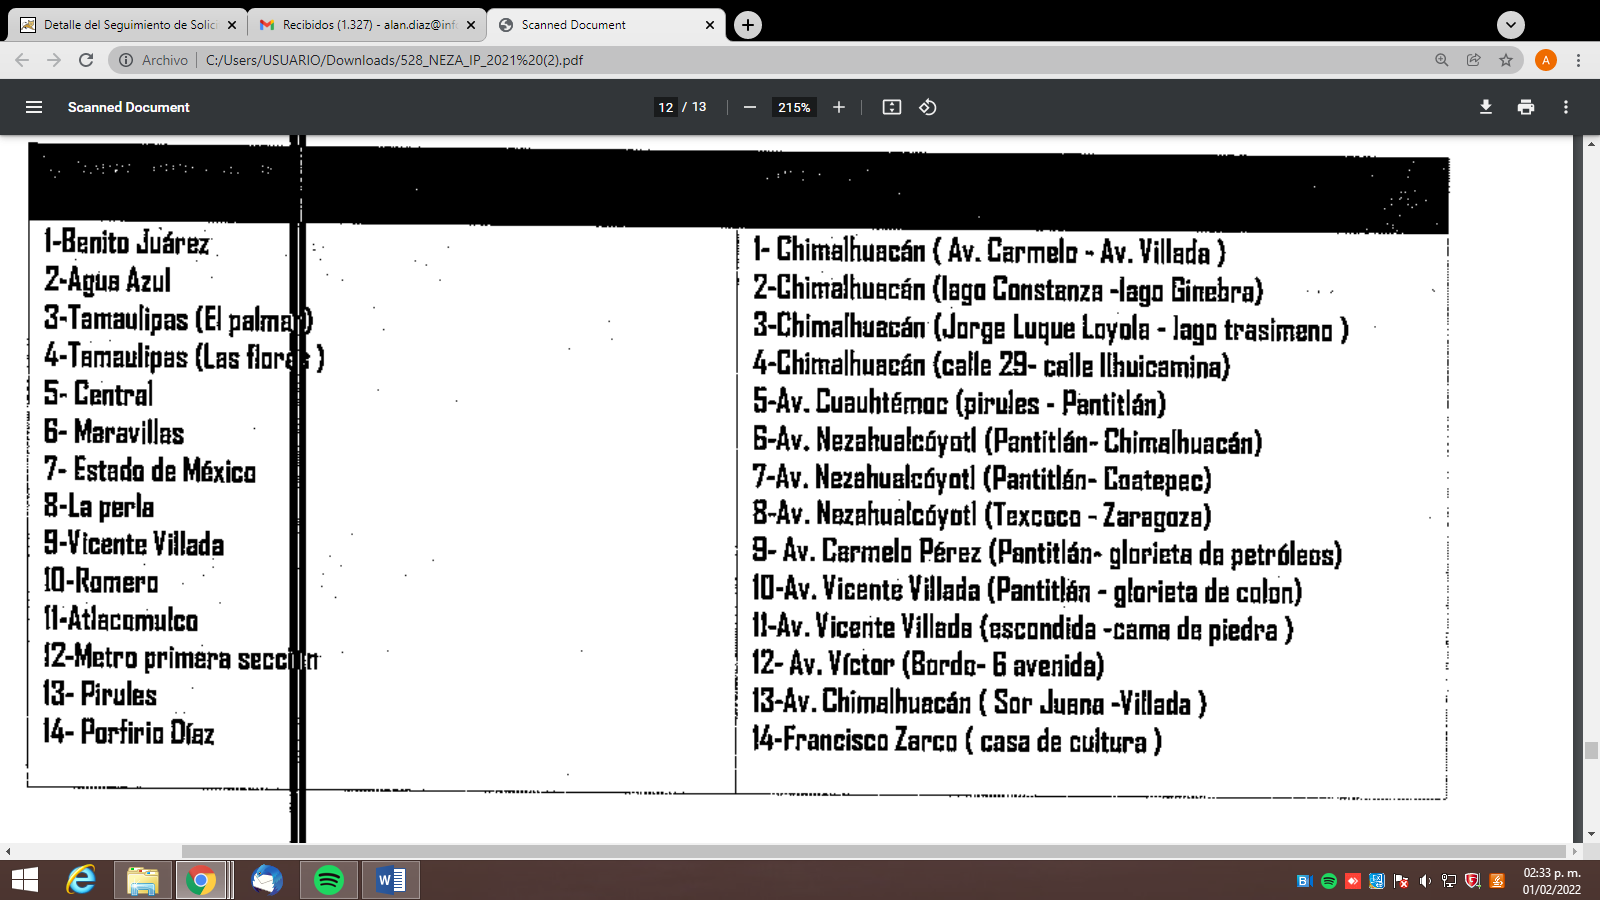 Detalle del Seguimiento de Solici
Recibidos (1.327) - alan.diaz@inf
Scanned Document
Archivo
C:/Users/USUARIO/Downloads/528_NEZA_IP_2021%20(2).pdf
A
Scanned Document
12 / 13
215%
1-Benito Juárez
2-Agua Azul
3-Tamaulipas (El palmar)
4-Tamaulipas (Las flores )
5- Central
6- Maravillas
7- Estado de México
8-La perla
9-Vicente Villada
10-Romero
11-Atlacomulco
12-Metro primera sección
13- Pirules
14- Porfirio Díaz
1- Chimalhuacán ( Av. Carmelo - Av. Villada )
2-Chimalhuacán (lago Constanza -lago Ginebra)
3-Chimalhuacán (Jorge Luque Loyola - lago trasimeno )
4-Chimalhuacán (calle 29- calle Ilhuicamina)
5-Av. Cuauhtémoc (pirules - Pantitlán)
6-Av. Nezahualcóyotl (Pantitlán- Chimalhuacán)
7-Av. Nezahualcóyotl (Pantitlán- Coatepec)
8-Av. Nezahualcóyotl (Texcoco - Zaragoza)
9- Av. Carmelo Pérez (Pantitlán- glorieta de petróleos)
10-Av. Vicente Villada (Pantitlán - glorieta de colon)
11-Av. Vicente Villada (escondida -cama de piedra )
12- Av. Víctor (Bordo- 6 avenida)
13-Av. Chimalhuacán ( Sor Juana -Villada )
14-Francisco Zarco ( casa de cultura )
02:33 p. m.
01/02/2022